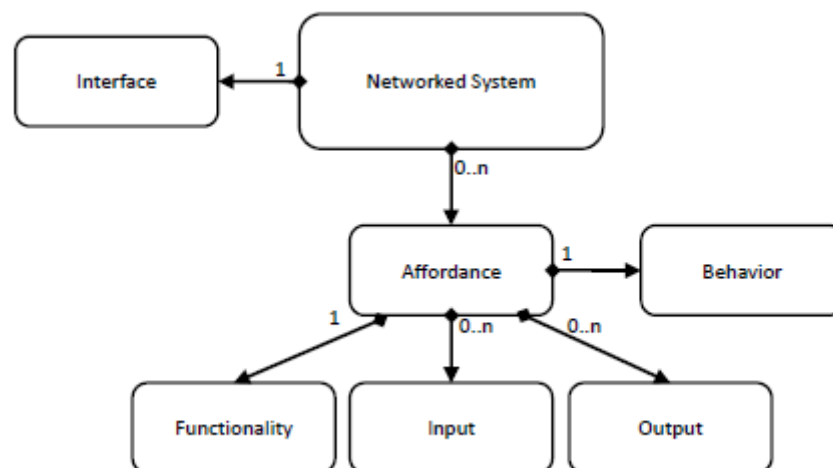 Interface
1
Networked System
0..n
Affordance
1
Behavior
1
0..n
0..n
Functionality
Input
Output